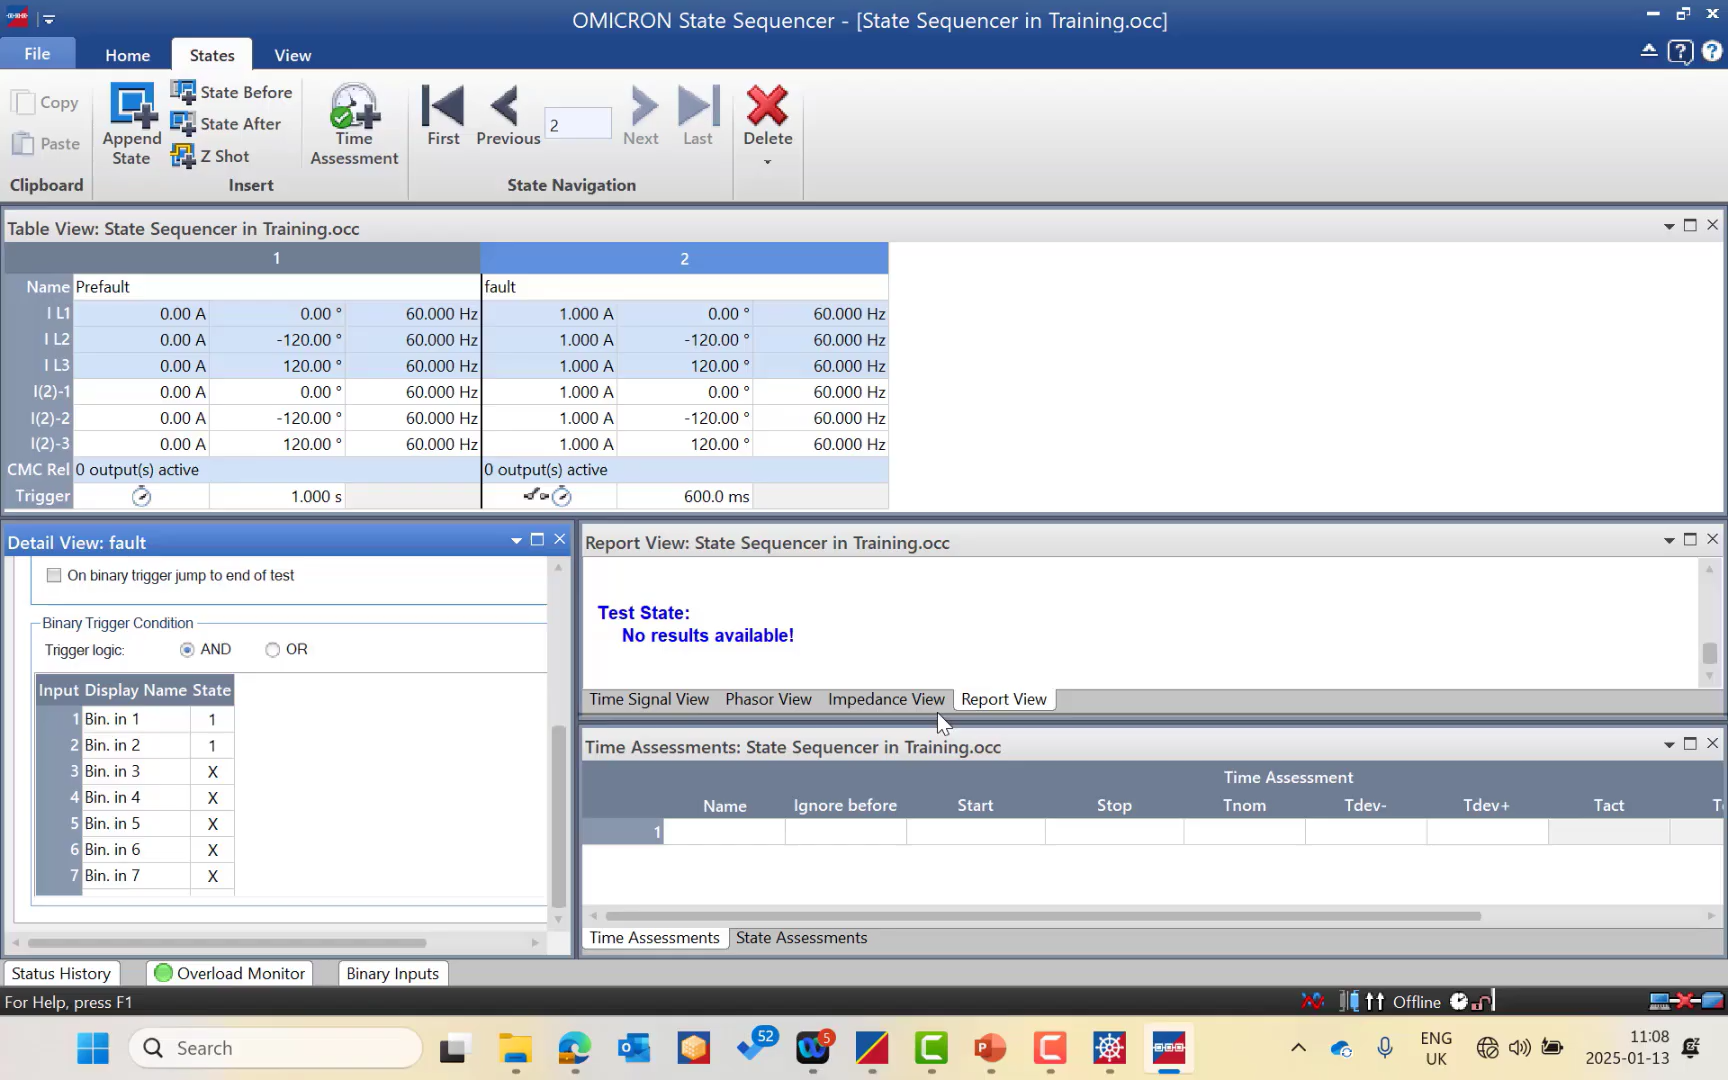 OMICRON State Sequencer - [State Sequencer in Training.occ]
File Home States View
Copy
Paste
Clipboard
Append State
State Before
State After
Z Shot
Insert
Time Assessment
First
Previous
2
Next
Last
State Navigation
Delete
Table View: State Sequencer in Training.occ
1 2
Name Prefault fault
I L1 0.00 A 0.00 ° 60.000 Hz 1.000 A 0.00 ° 60.000 Hz
I L2 0.00 A -120.00 ° 60.000 Hz 1.000 A -120.00 ° 60.000 Hz
I L3 0.00 A 120.00 ° 60.000 Hz 1.000 A 120.00 ° 60.000 Hz
I(2)-1 0.00 A 0.00 ° 60.000 Hz 1.000 A 0.00 ° 60.000 Hz
I(2)-2 0.00 A -120.00 ° 60.000 Hz 1.000 A -120.00 ° 60.000 Hz
I(2)-3 0.00 A 120.00 ° 60.000 Hz 1.000 A 120.00 ° 60.000 Hz
CMC Rel 0 output(s) active 0 output(s) active
Trigger 1.000 s 600.0 ms
Detail View: fault
On binary trigger jump to end of test
Binary Trigger Condition
Trigger logic: AND OR
Input Display Name State
1 Bin. in 1 1
2 Bin. in 2 1
3 Bin. in 3 X
4 Bin. in 4 X
5 Bin. in 5 X
6 Bin. in 6 X
7 Bin. in 7 X
Report View: State Sequencer in Training.occ
Test State:
No results available!
Time Signal View Phasor View Impedance View Report View
Time Assessments: State Sequencer in Training.occ
Time Assessment
Name Ignore before Start Stop Tnom Tdev- Tdev+ Tact
1
Time Assessments State Assessments
Status History Overload Monitor Binary Inputs
For Help, press F1
Offline
Search
52
5
ENG
UK
11:08
2025-01-13